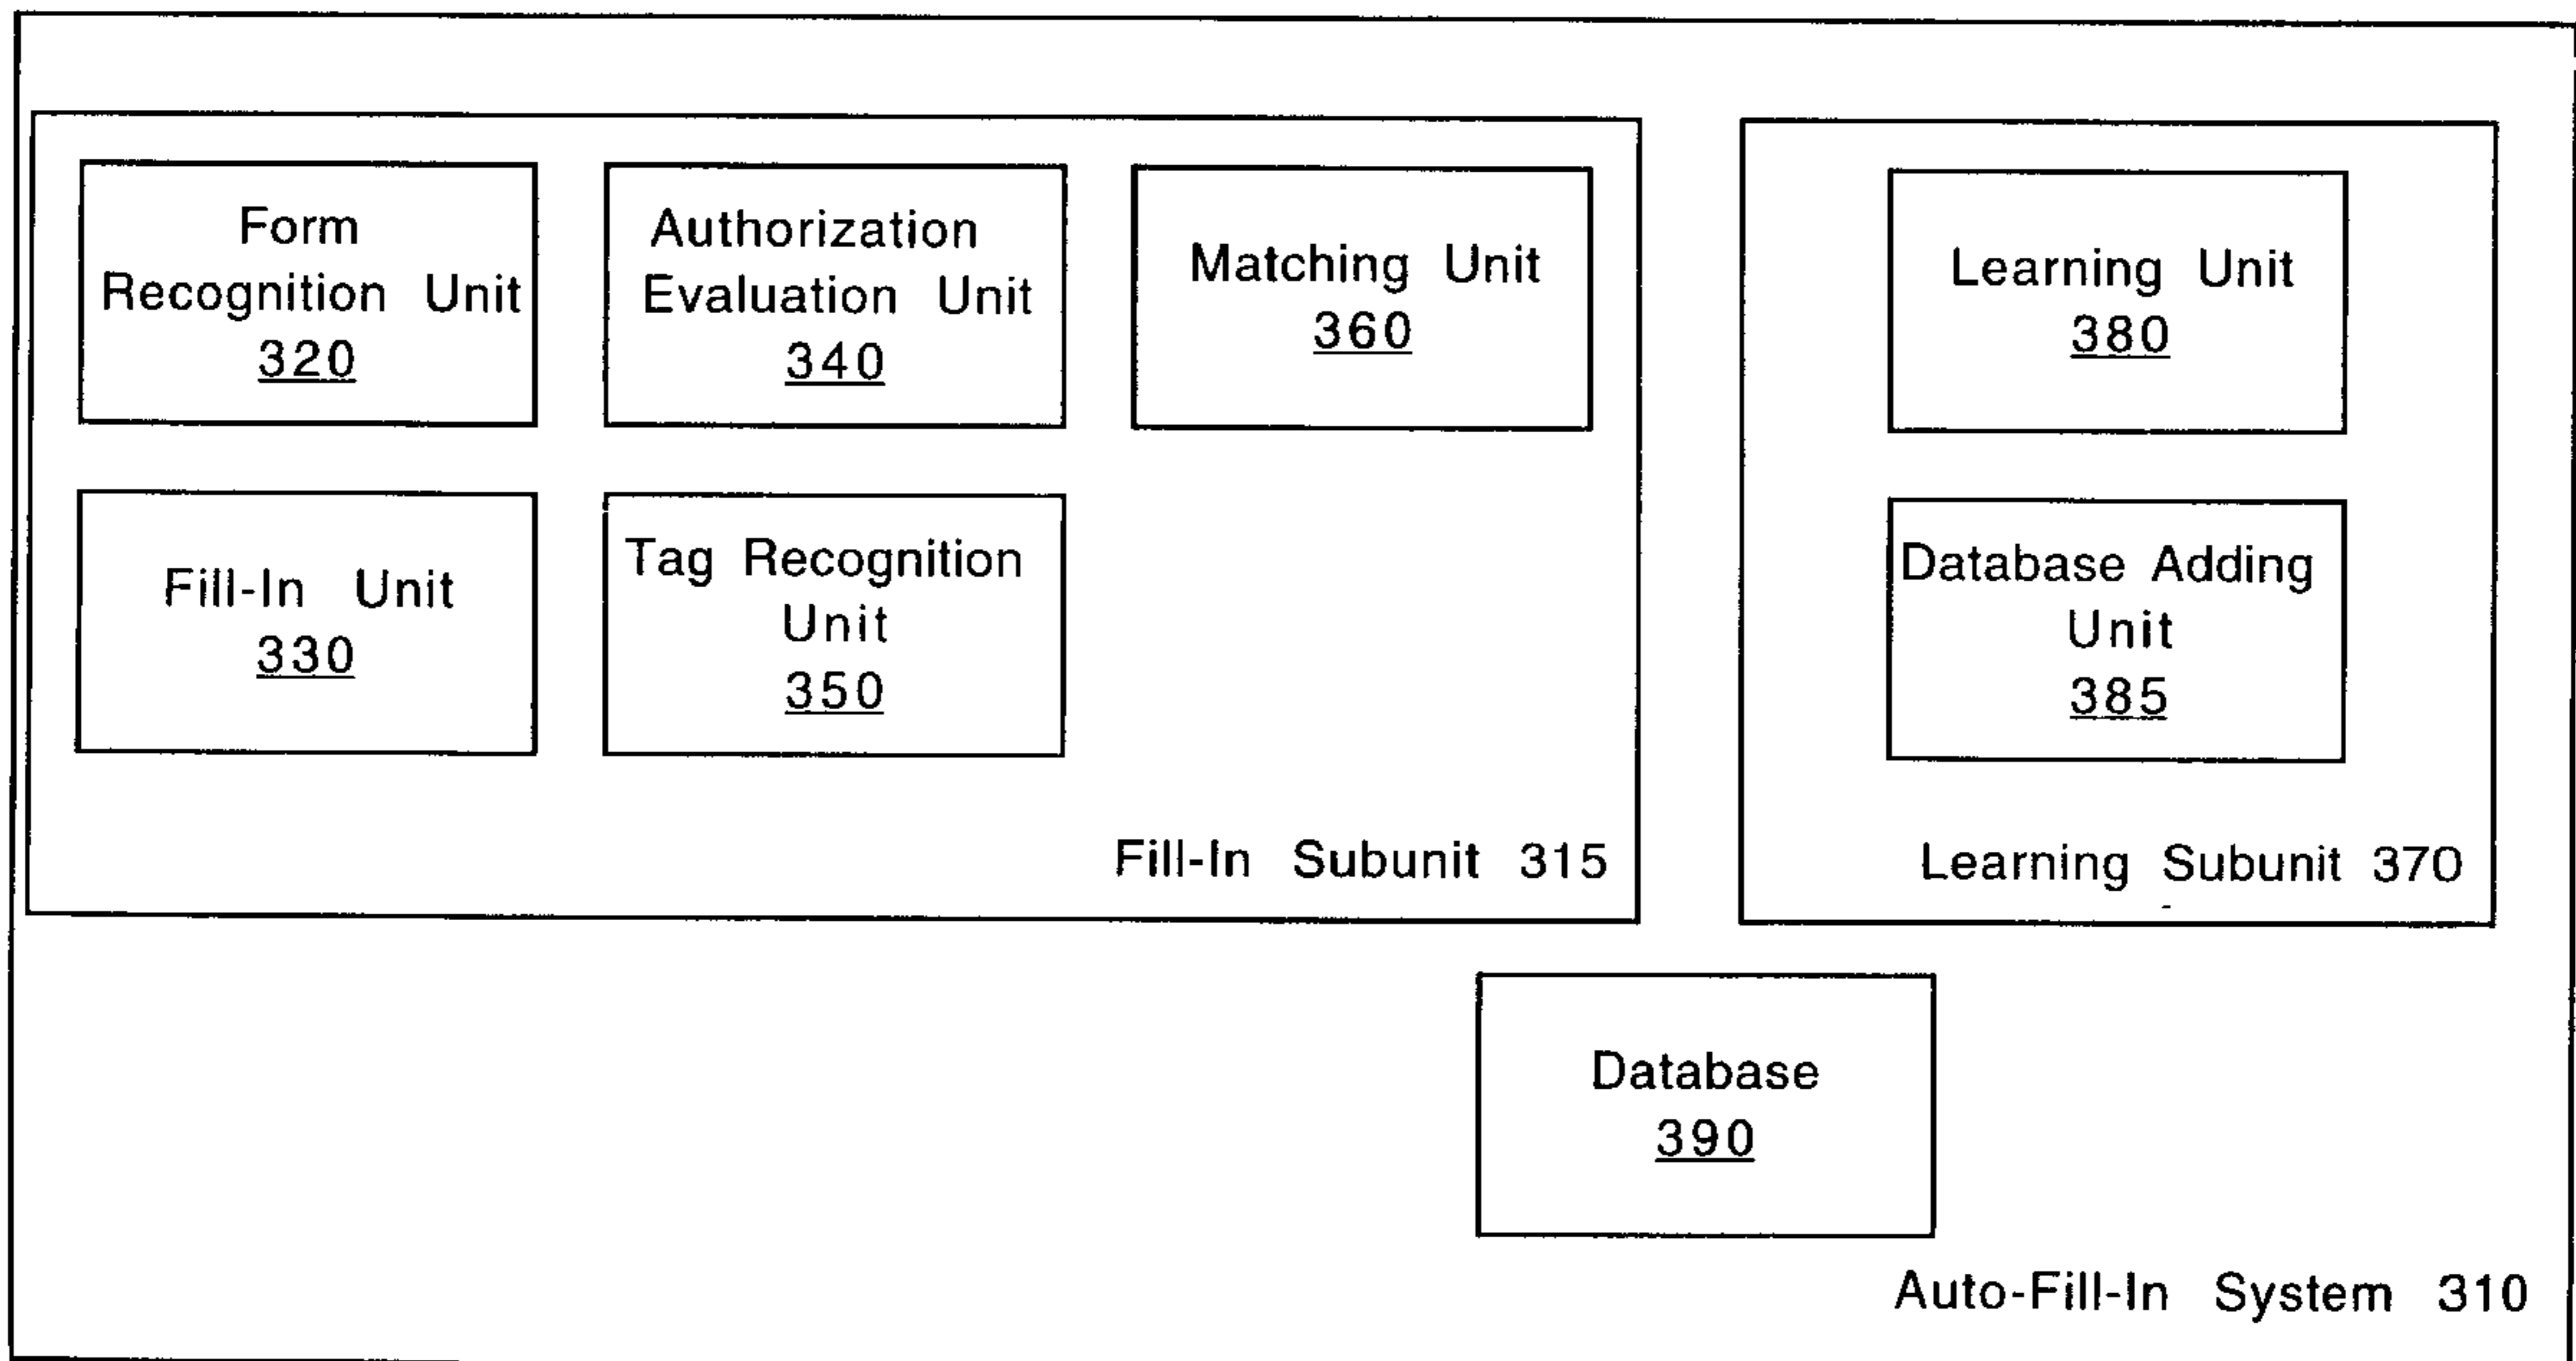 Form
Recognition Unit
320
Authorization
Evaluation Unit
340
Matching Unit
360
Fill-In Unit
330
Tag Recognition
Unit
350
Fill-In Subunit 315
Learning Unit
380
Database Adding
Unit
385
Learning Subunit 370
Database
390
Auto-Fill-In System 310